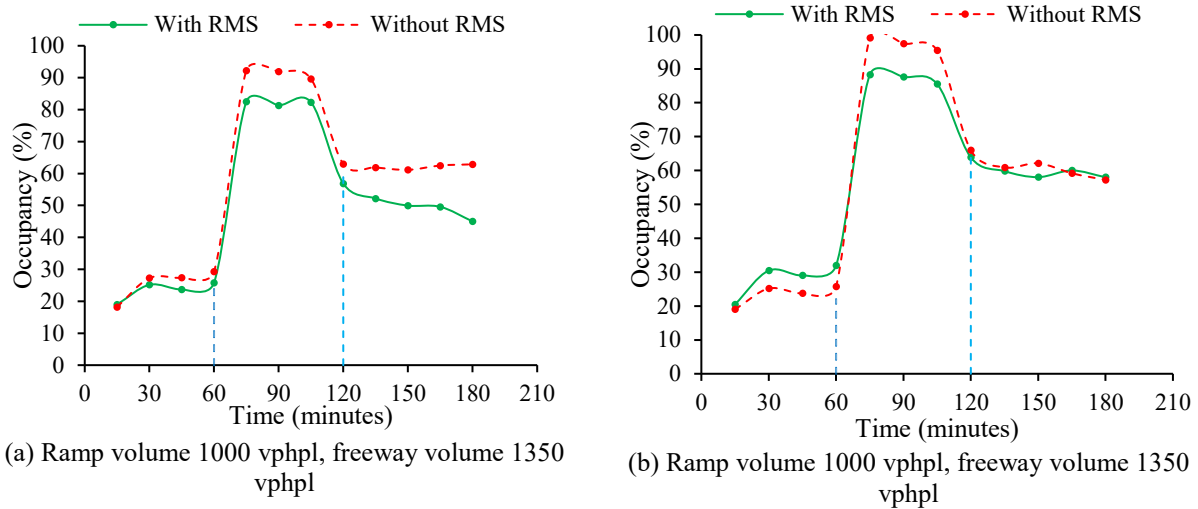 With RMS Without RMS
100
90
80
70
60
50
40
30
20
10
0
Occupancy (%)
0 30 60 90 120 150 180 210
Time (minutes)
(a) Ramp volume 1000 vphpl, freeway volume 1350
vphpl
With RMS Without RMS
100
90
80
70
60
50
40
30
20
10
0
Occupancy (%)
0 30 60 90 120 150 180 210
Time (minutes)
(b) Ramp volume 1000 vphpl, freeway volume 1350
vphpl